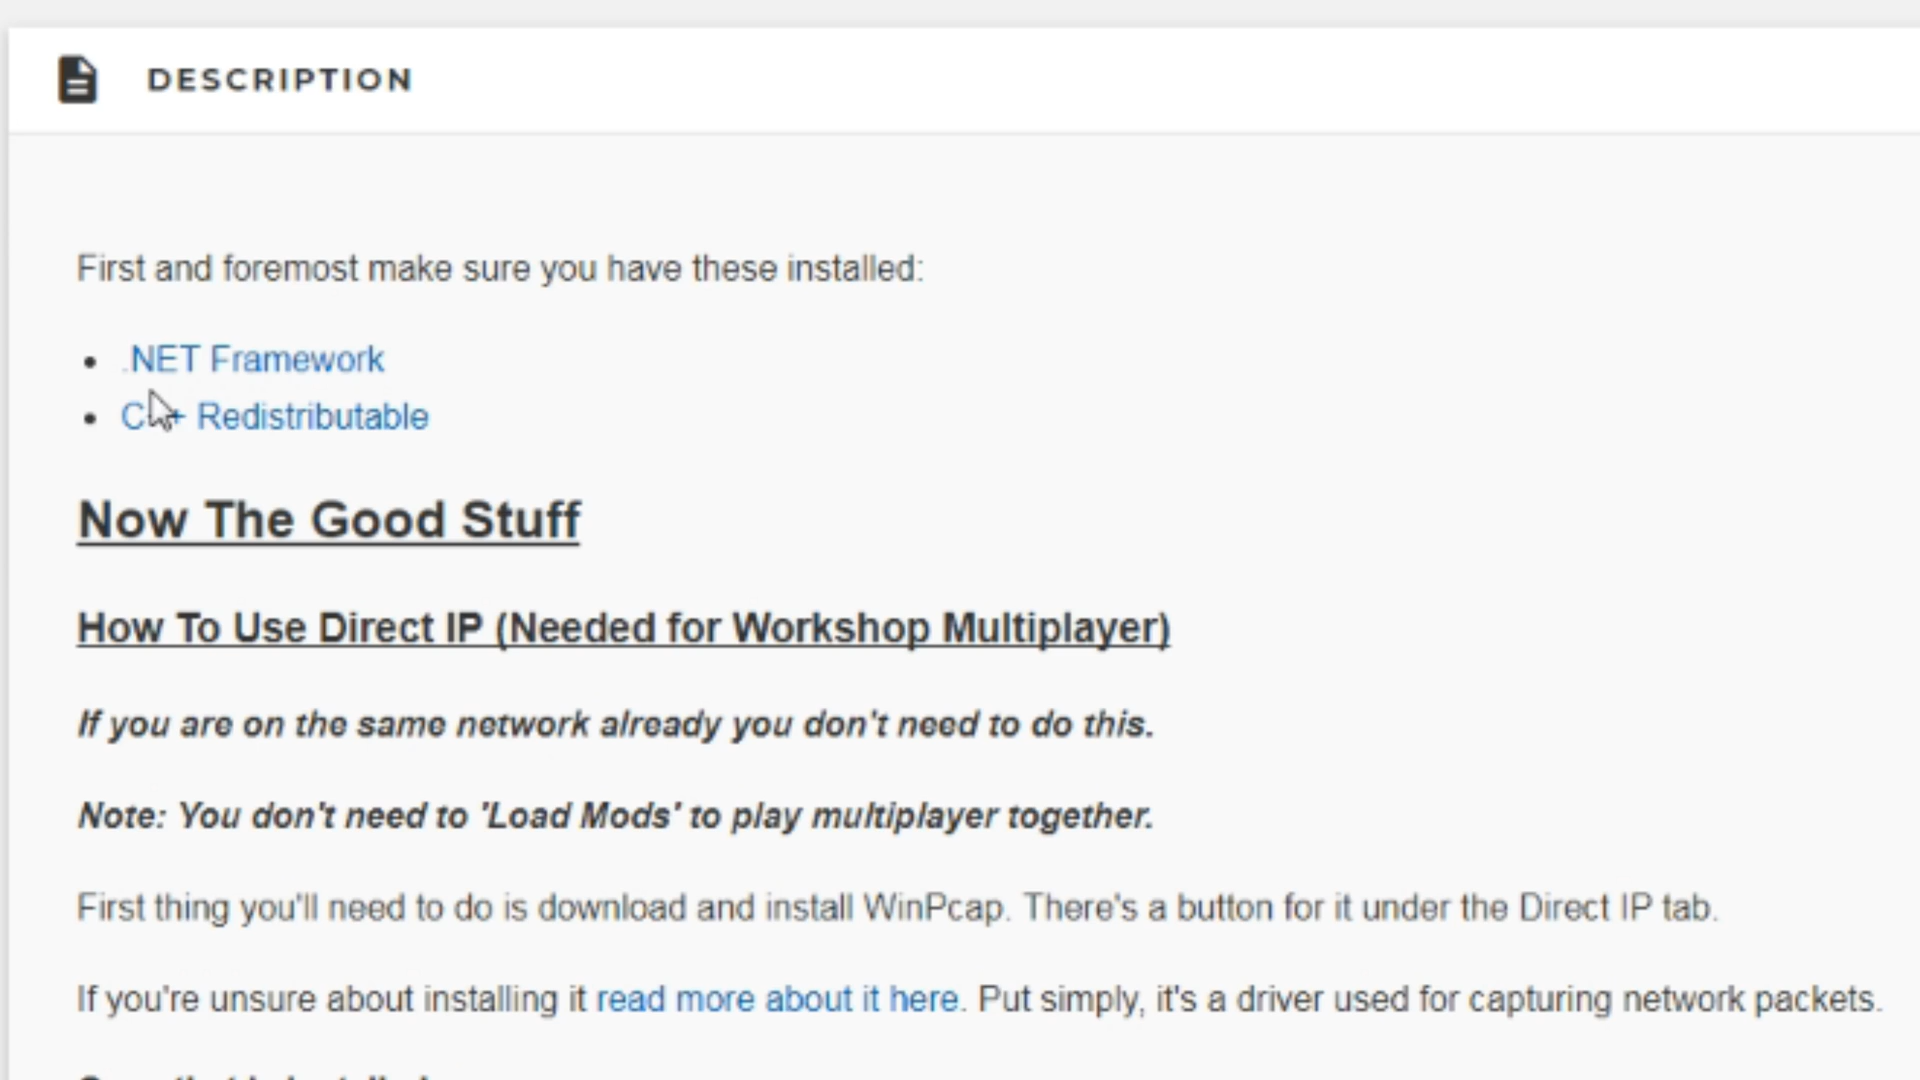 DESCRIPTION
First and foremost make sure you have these installed:
.NET Framework
C++ Redistributable
Now The Good Stuff
How To Use Direct IP (Needed for Workshop Multiplayer)
If you are on the same network already you don't need to do this.
Note: You don't need to 'Load Mods' to play multiplayer together.
First thing you'll need to do is download and install WinPcap. There's a button for it under the Direct IP tab.
If you're unsure about installing it read more about it here. Put simply, it's a driver used for capturing network packets.